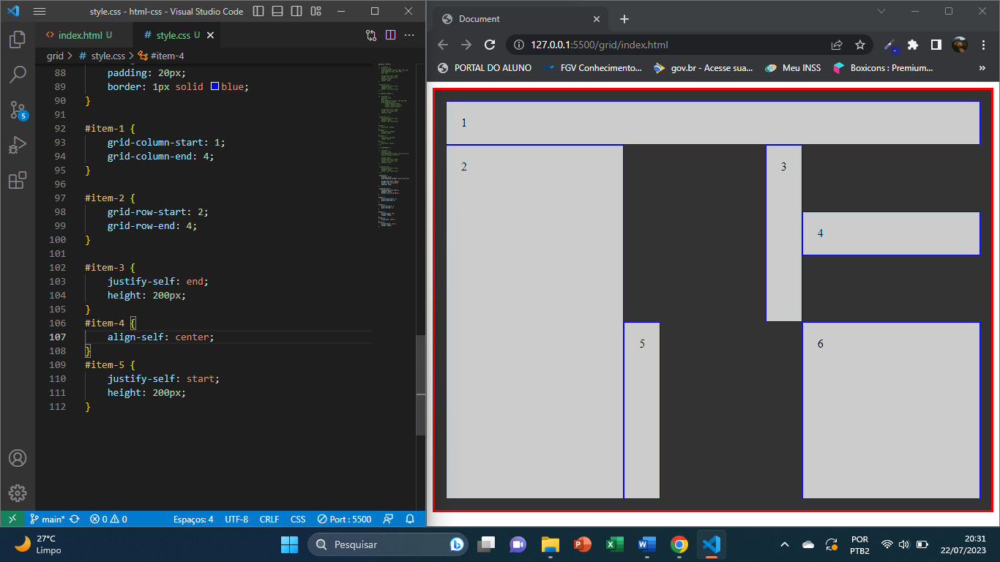 style.css - html-css - Visual Studio Code
index.html U
# style.css U
grid > # style.css > #item-4
88 padding: 20px;
89 border: 1px solid blue;
90 }
91
92 #item-1 {
93 grid-column-start: 1;
94 grid-column-end: 4;
95 }
96
97 #item-2 {
98 grid-row-start: 2;
99 grid-row-end: 4;
100 }
101
102 #item-3 {
103 justify-self: end;
104 height: 200px;
105 }
106 #item-4 {
107 align-self: center;
108 }
109 #item-5 {
110 justify-self: start;
111 height: 200px;
112 }
5
main* 0 0 Espaços: 4 UTF-8 CRLF CSS Port : 5500
Document
127.0.0.1:5500/grid/index.html
PORTAL DO ALUNO FGV Conhecimento... gov.br - Acesse sua... Meu INSS Boxicons : Premium... »
1
2
3
4
5
6
27°C
Limpo
Pesquisar
POR
PTB2
20:31
22/07/2023